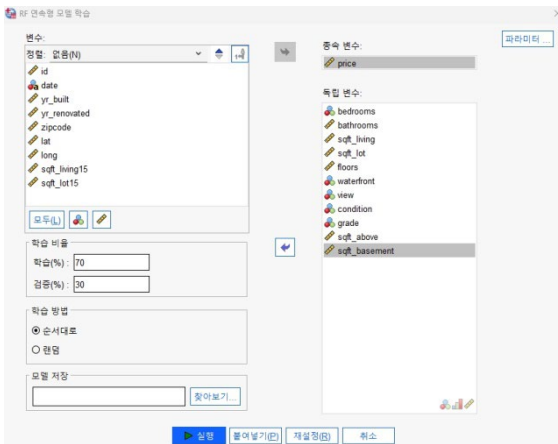 RF 연속형 모델 학습
변수:
정렬: 없음(N)
id
date
yr_built
yr_renovated
zipcode
lat
long
sqft_living15
sqft_lot15
모두(L)
학습 비율
학습(%) : 70
검증(%) : 30
학습 방법
순서대로
랜덤
모델 저장
찾아보기...
종속 변수:
price
독립 변수:
bedrooms
bathrooms
sqft_living
sqft_lot
floors
waterfront
view
condition
grade
sqft_above
sqft_basement
파라미터 ...
실행
붙여넣기(P)
재설정(R)
취소